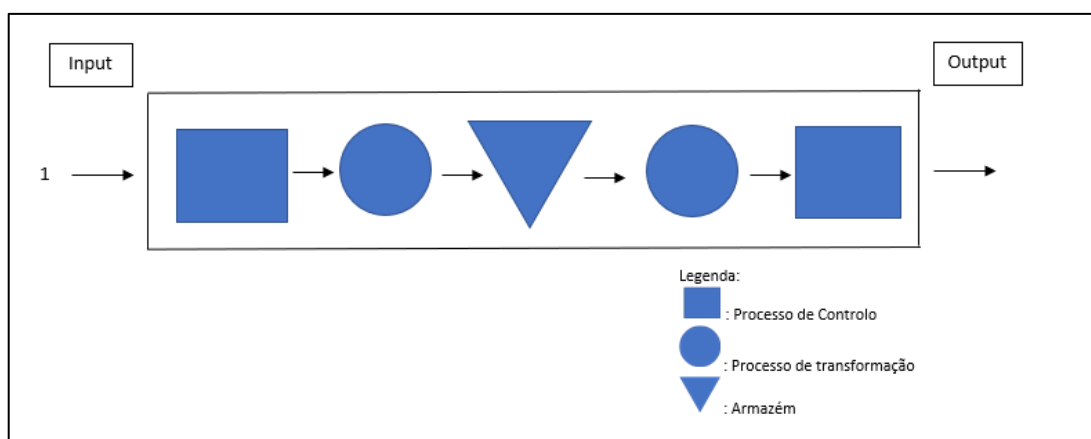 Input
Output
1
Legenda:
: Processo de Controlo
: Processo de transformação
: Armazém